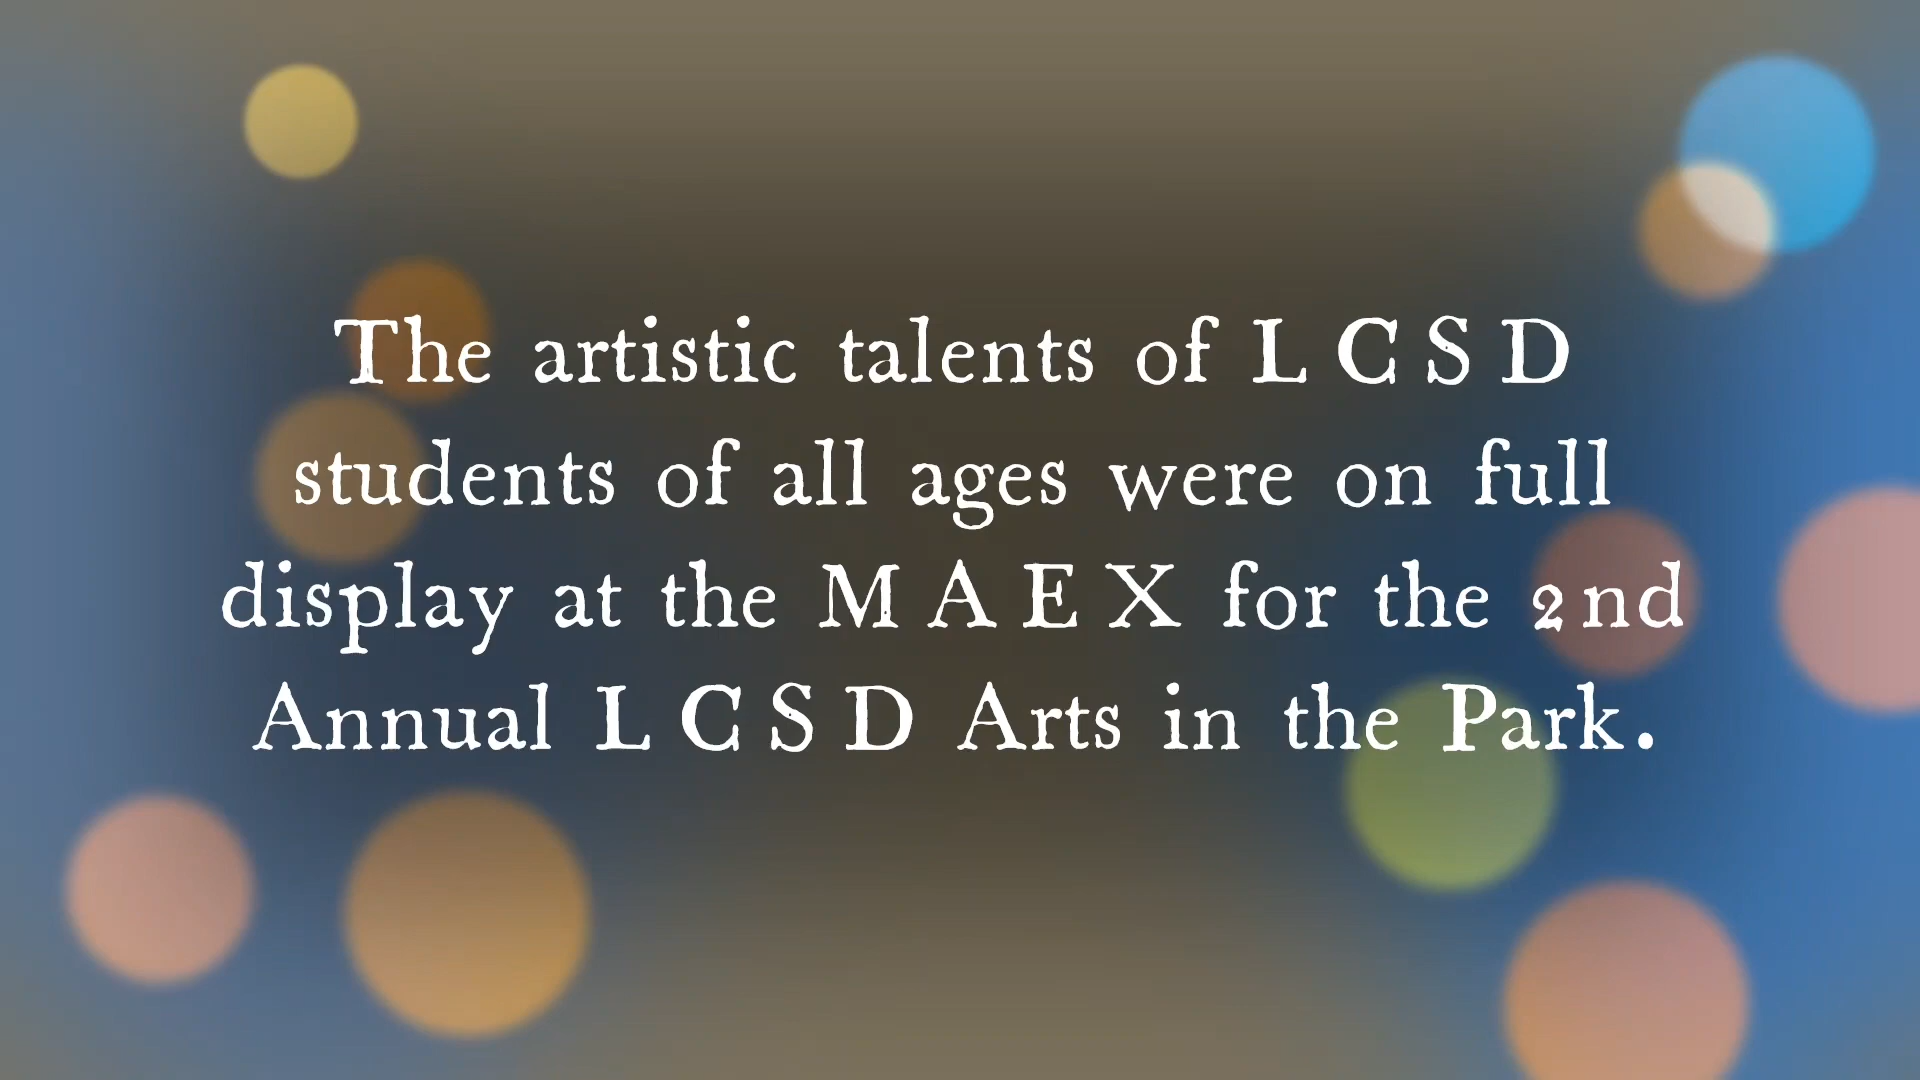 The artistic talents of L C S D
students of all ages were on full
display at the M A E X for the 2nd
Annual L C S D Arts in the Park.